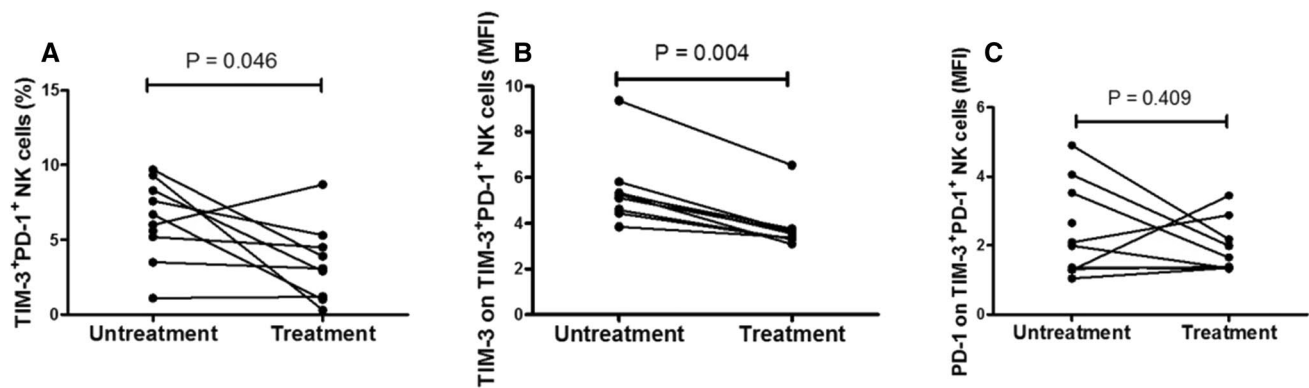 A
P = 0.046
TIM-3⁺PD-1⁺ NK cells (%)
15
10
5
0
Untreatment
Treatment
B
P = 0.004
TIM-3 on TIM-3⁺PD-1⁺ NK cells (MFI)
10
8
6
4
2
0
Untreatment
Treatment
C
P = 0.409
PD-1 on TIM-3⁺PD-1⁺ NK cells (MFI)
6
4
2
0
Untreatment
Treatment